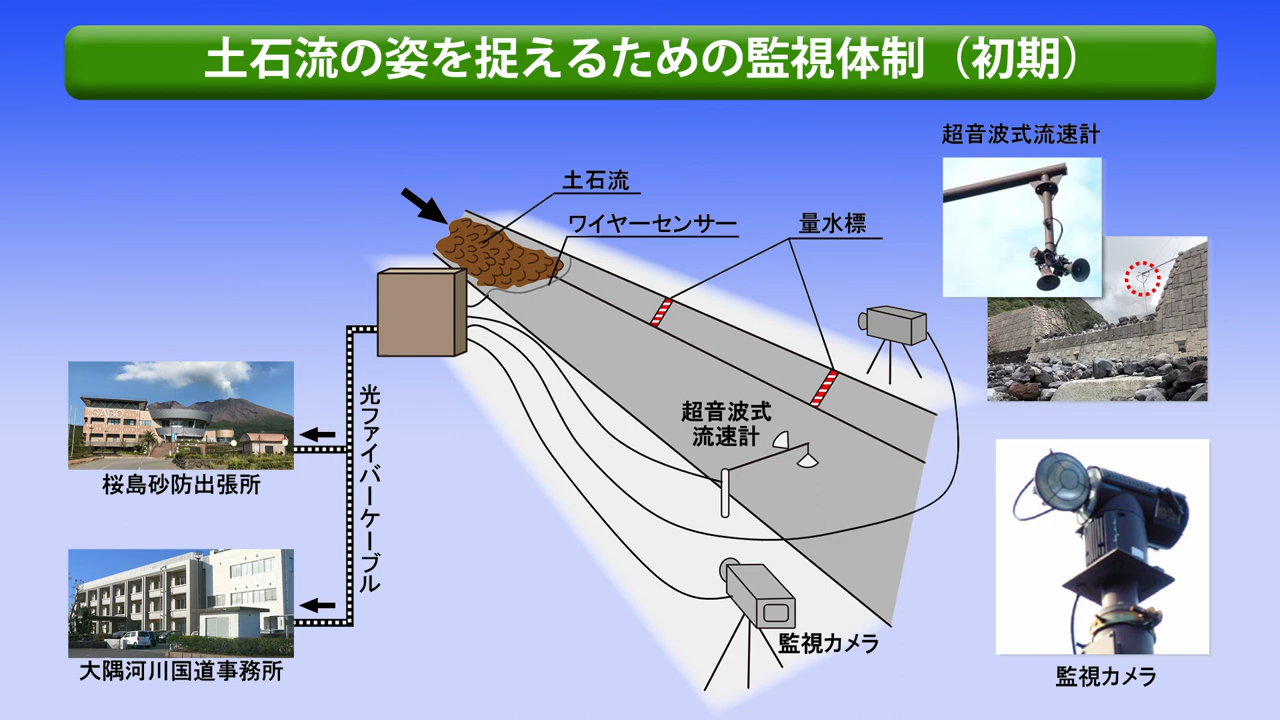 土石流の姿を捉えるための監視体制（初期）
超音波式流速計
土石流
ワイヤーセンサー
量水標
光ファイバーケーブル
超音波式
流速計
桜島砂防出張所
大隅河川国道事務所
監視カメラ
監視カメラ